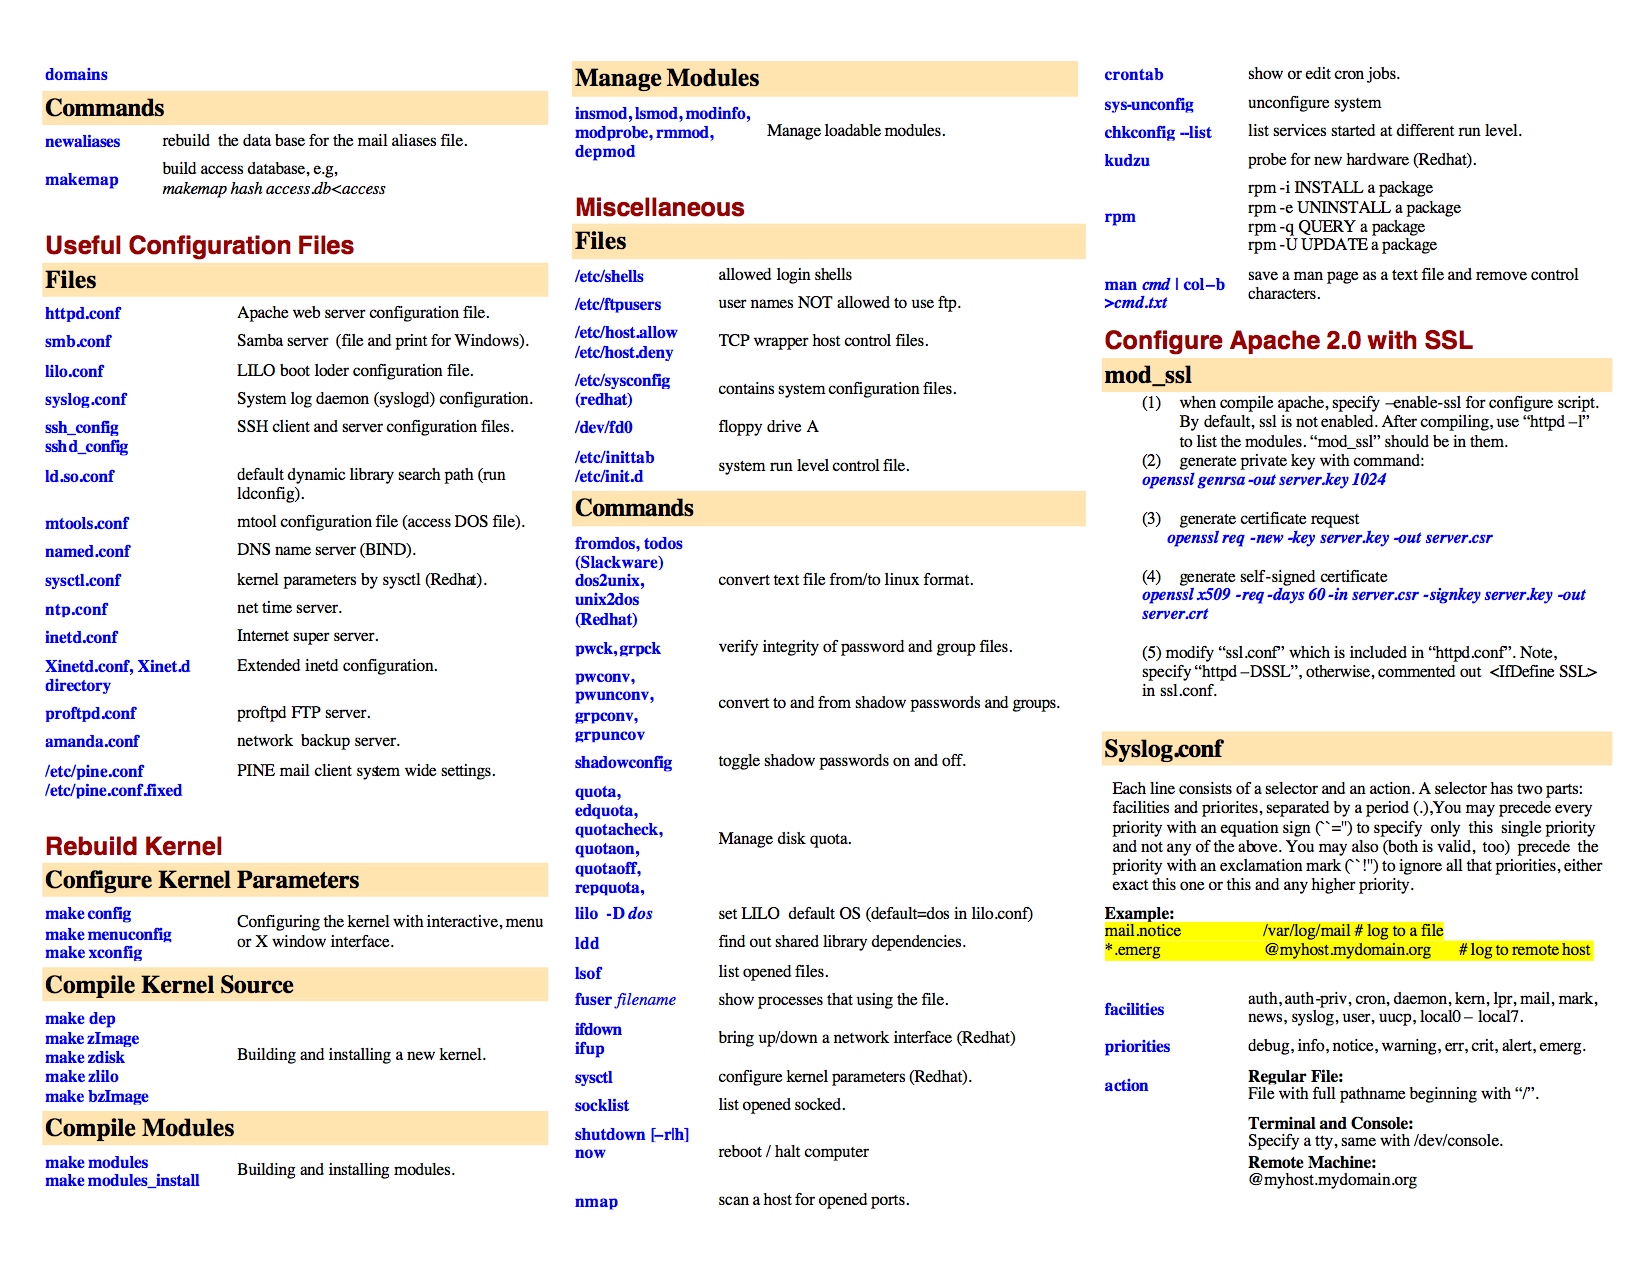 domains
Commands
newaliases rebuild the data base for the mail aliases file.
makemap build access database, e.g,
makemap hash access.db<access
Useful Configuration Files
Files
httpd.conf Apache web server configuration file.
smb.conf Samba server (file and print for Windows).
lilo.conf LILO boot loder configuration file.
syslog.conf System log daemon (syslogd) configuration.
ssh_config SSH client and server configuration files.
sshd_config
ld.so.conf default dynamic library search path (run
ldconfig).
mtools.conf mtool configuration file (access DOS file).
named.conf DNS name server (BIND).
sysctl.conf kernel parameters by sysctl (Redhat).
ntp.conf net time server.
inetd.conf Internet super server.
Xinetd.conf, Xinet.d Extended inetd configuration.
directory
proftpd.conf proftpd FTP server.
amanda.conf network backup server.
/etc/pine.conf PINE mail client system wide settings.
/etc/pine.conf.fixed
Rebuild Kernel
Configure Kernel Parameters
make config
make menuconfig Configuring the kernel with interactive, menu
make xconfig or X window interface.
Compile Kernel Source
make dep
make zImage
make zdisk Building and installing a new kernel.
make zlilo
make bzImage
Compile Modules
make modules Building and installing modules.
make modules_install
Manage Modules
insmod, lsmod, modinfo,
modprobe, rmmod, Manage loadable modules.
depmod
Miscellaneous
Files
/etc/shells allowed login shells
/etc/ftpusers user names NOT allowed to use ftp.
/etc/host.allow TCP wrapper host control files.
/etc/host.deny
/etc/sysconfig contains system configuration files.
(redhat)
/dev/fd0 floppy drive A
/etc/inittab system run level control file.
/etc/init.d
Commands
fromdos, todos
(Slackware)
dos2unix, convert text file from/to linux format.
unix2dos
(Redhat)
pwck, grpck verify integrity of password and group files.
pwconv,
pwunconv, convert to and from shadow passwords and groups.
grpconv,
grpuncov
shadowconfig toggle shadow passwords on and off.
quota,
edquota,
quotacheck, Manage disk quota.
quotaon,
quotaoff,
repquota,
lilo -D dos set LILO default OS (default=dos in lilo.conf)
ldd find out shared library dependencies.
lsof list opened files.
fuser filename show processes that using the file.
ifdown bring up/down a network interface (Redhat)
ifup
sysctl configure kernel parameters (Redhat).
socklist list opened socked.
shutdown [–r|h] reboot / halt computer
now
nmap scan a host for opened ports.
crontab show or edit cron jobs.
sys-unconfig unconfigure system
chkconfig --list list services started at different run level.
kudzu probe for new hardware (Redhat).
rpm rpm -i INSTALL a package
rpm -e UNINSTALL a package
rpm -q QUERY a package
rpm -U UPDATE a package
man cmd | col–b save a man page as a text file and remove control
>cmd.txt characters.
Configure Apache 2.0 with SSL
mod_ssl
(1) when compile apache, specify –enable-ssl for configure script.
By default, ssl is not enabled. After compiling, use “httpd –l”
to list the modules. “mod_ssl” should be in them.
(2) generate private key with command:
openssl genrsa -out server.key 1024
(3) generate certificate request
openssl req -new -key server.key -out server.csr
(4) generate self-signed certificate
openssl x509 -req -days 60 -in server.csr -signkey server.key -out
server.crt
(5) modify “ssl.conf” which is included in “httpd.conf”. Note,
specify “httpd –DSSL”, otherwise, commented out <IfDefine SSL>
in ssl.conf.
Syslog.conf
Each line consists of a selector and an action. A selector has two parts:
facilities and priorites, separated by a period (.),You may precede every
priority with an equation sign (``='') to specify only this single priority
and not any of the above. You may also (both is valid, too) precede the
priority with an exclamation mark (``!'') to ignore all that priorities, either
exact this one or this and any higher priority.
Example:
mail.notice /var/log/mail # log to a file
*.emerg @myhost.mydomain.org # log to remote host
facilities auth, auth-priv, cron, daemon, kern, lpr, mail, mark,
news, syslog, user, uucp, local0 – local7.
priorities debug, info, notice, warning, err, crit, alert, emerg.
action Regular File:
File with full pathname beginning with “/”.
Terminal and Console:
Specify a tty, same with /dev/console.
Remote Machine:
@myhost.mydomain.org